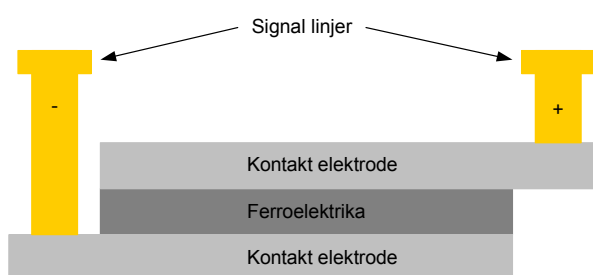 Signal linjer
-
+
Kontakt elektrode
Ferroelektrika
Kontakt elektrode